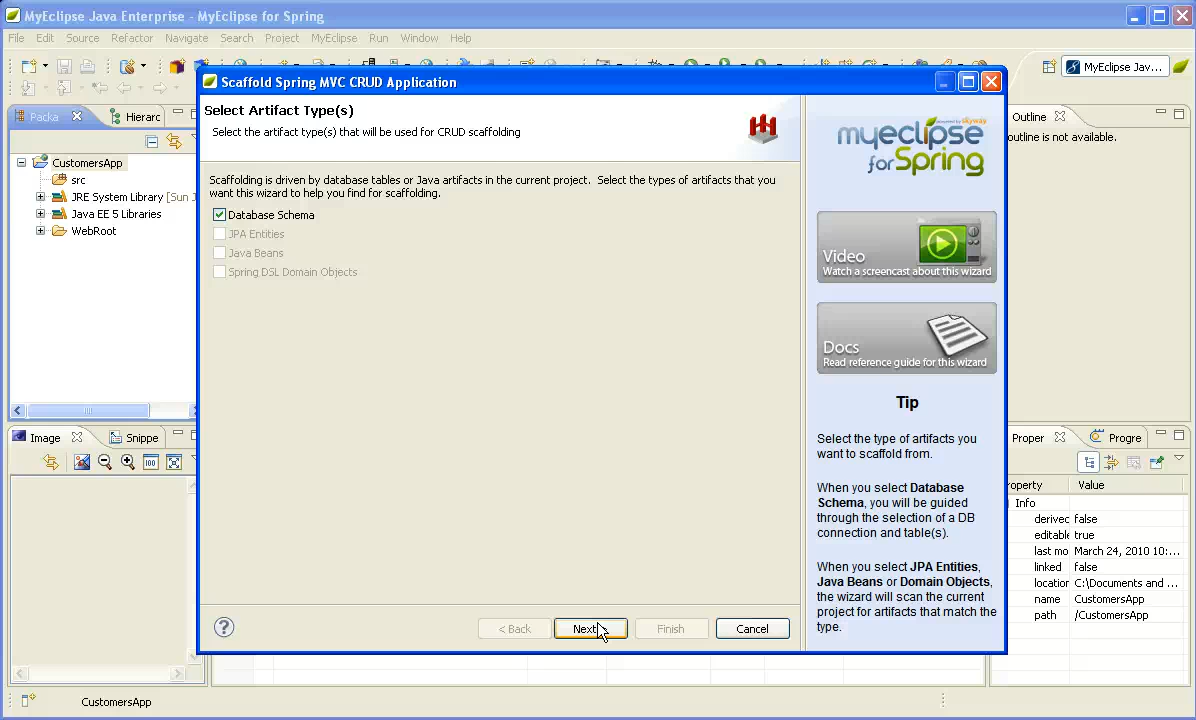 MyEclipse Java Enterprise - MyEclipse for Spring
File Edit Source Refactor Navigate Search Project MyEclipse Run Window Help
MyEclipse Jav...
Packa Hierarc
CustomersApp
src
JRE System Library [Sun J
Java EE 5 Libraries
WebRoot
Image Snippe
100
Scaffold Spring MVC CRUD Application
Select Artifact Type(s)
Select the artifact type(s) that will be used for CRUD scaffolding
Scaffolding is driven by database tables or Java artifacts in the current project. Select the types of artifacts that you
want this wizard to help you find for scaffolding.
Database Schema
JPA Entities
Java Beans
Spring DSL Domain Objects
< Back Next Finish Cancel
powered by skyway
myeclipse
for Spring
Video
Watch a screencast about this wizard
Docs
Read reference guide for this wizard
Tip
Select the type of artifacts you
want to scaffold from.
When you select Database
Schema, you will be guided
through the selection of a DB
connection and table(s).
When you select JPA Entities,
Java Beans or Domain Objects,
the wizard will scan the current
project for artifacts that match the
type.
Outline
outline is not available.
Proper Progre
operty Value
Info
derived false
editable true
last mo March 24, 2010 10:...
linked false
location C:\Documents and ...
name CustomersApp
path /CustomersApp
CustomersApp